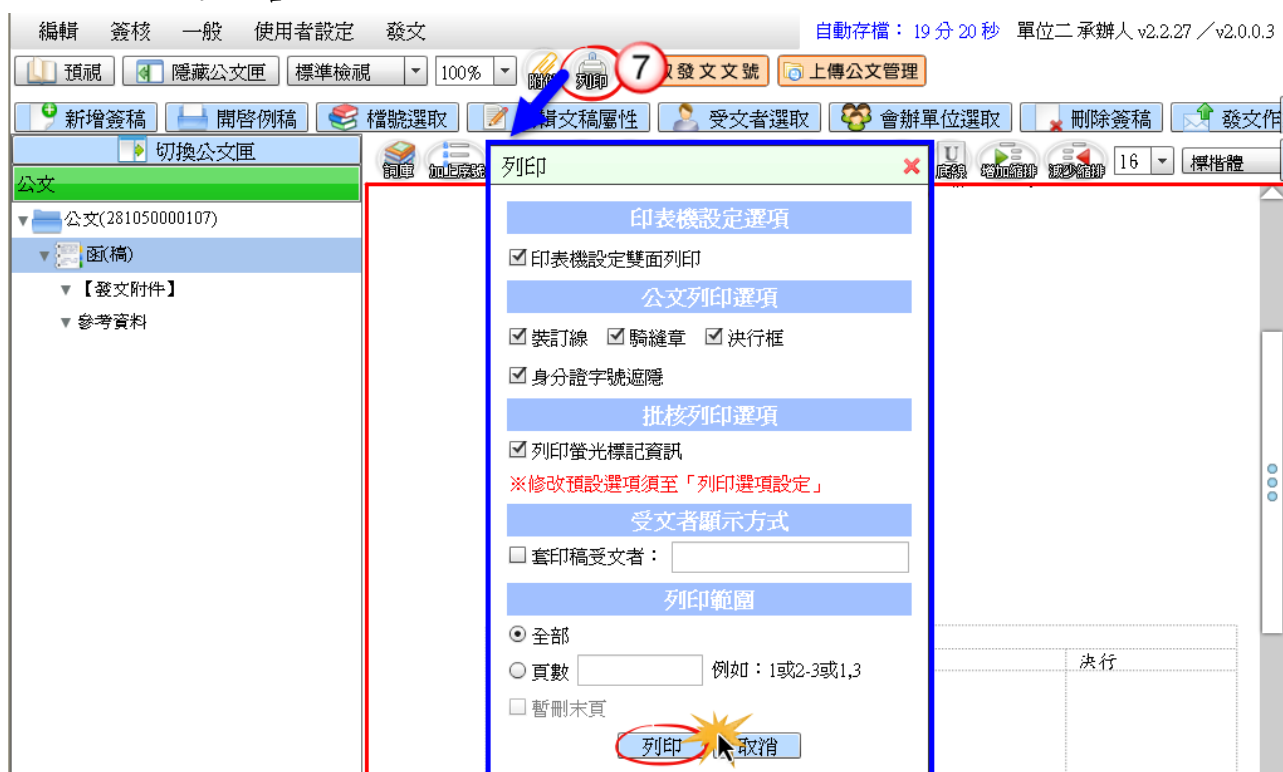 編輯 簽核 一般 使用者設定 發文 自動存檔：19 分 20 秒 單位二 承辦人 v2.2.27／v2.0.0.3
預視 隱藏公文匣 標準檢視 100% 列印 7 發文文號 上傳公文管理
新增簽稿 開啓例稿 檔號選取 文稿屬性 受文者選取 會辦單位選取 刪除簽稿 發文作
切換公文匣 詞庫 底線 增加縮排 減少縮排 16 標楷體
公文
公文(281050000107)
函(稿)
【發文附件】
參考資料
列印
印表機設定選項
印表機設定雙面列印
公文列印選項
裝訂線 騎縫章 決行框
身分證字號遮隱
批核列印選項
列印螢光標記資訊
※修改預設選項須至「列印選項設定」
受文者顯示方式
套印稿受文者：
列印範圍
全部
頁數 例如：1或2-3或1,3
暫刪末頁
列印 取消
決行